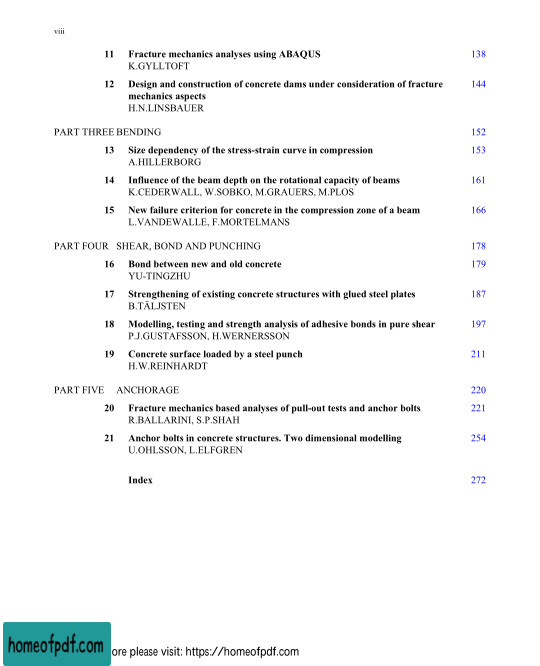 viii
11 Fracture mechanics analyses using ABAQUS 138
K.GYLLTOFT
12 Design and construction of concrete dams under consideration of fracture 144
mechanics aspects
H.N.LINSBAUER
PART THREE BENDING 152
13 Size dependency of the stress-strain curve in compression 153
A.HILLERBORG
14 Influence of the beam depth on the rotational capacity of beams 161
K.CEDERWALL, W.SOBKO, M.GRAUERS, M.PLOS
15 New failure criterion for concrete in the compression zone of a beam 166
L.VANDEWALLE, F.MORTELMANS
PART FOUR SHEAR, BOND AND PUNCHING 178
16 Bond between new and old concrete 179
YU-TINGZHU
17 Strengthening of existing concrete structures with glued steel plates 187
B.TÄLJSTEN
18 Modelling, testing and strength analysis of adhesive bonds in pure shear 197
P.J.GUSTAFSSON, H.WERNERSSON
19 Concrete surface loaded by a steel punch 211
H.W.REINHARDT
PART FIVE ANCHORAGE 220
20 Fracture mechanics based analyses of pull-out tests and anchor bolts 221
R.BALLARINI, S.P.SHAH
21 Anchor bolts in concrete structures. Two dimensional modelling 254
U.OHLSSON, L.ELFGREN
Index 272
homeofpdf.com ore please visit: https://homeofpdf.com